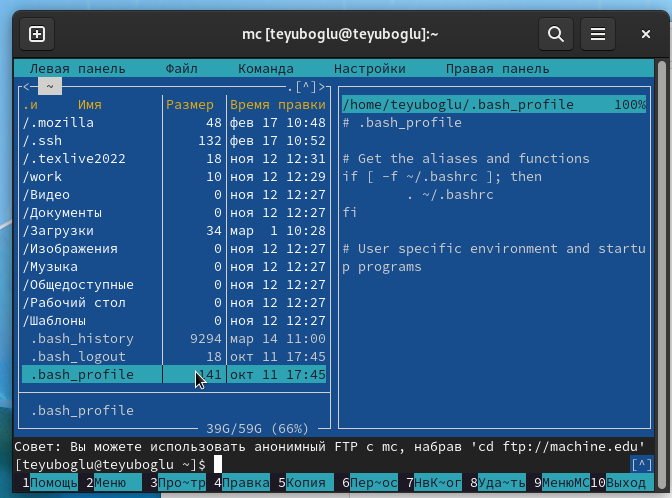 mc [teyuboglu@teyuboglu]:~
Левая панель Файл Команда Настройки Правая панель
<— ~ .[^]>
.и Имя Размер Время правки
/.mozilla 48 фев 17 10:48
/.ssh 132 фев 17 10:52
/.texlive2022 18 ноя 12 12:31
/work 10 ноя 12 12:29
/Видео 0 ноя 12 12:27
/Документы 0 ноя 12 12:27
/Загрузки 34 мар 1 10:28
/Изображения 0 ноя 12 12:27
/Музыка 0 ноя 12 12:27
/Общедоступные 0 ноя 12 12:27
/Рабочий стол 0 ноя 12 12:27
/Шаблоны 0 ноя 12 12:27
.bash_history 9294 мар 14 11:00
.bash_logout 18 окт 11 17:45
.bash_profile 141 окт 11 17:45
.bash_profile
39G/59G (66%)
/home/teyuboglu/.bash_profile 100%
# .bash_profile
# Get the aliases and functions
if [ -f ~/.bashrc ]; then
. ~/.bashrc
fi
# User specific environment and startu
p programs
Совет: Вы можете использовать анонимный FTP с mc, набрав 'cd ftp://machine.edu'
[teyuboglu@teyuboglu ~]$ [^]
1Помощь 2Меню 3Про~тр 4Правка 5Копия 6Пер~ос 7НвК~ог 8Уда~ть 9МенюMC 10Выход